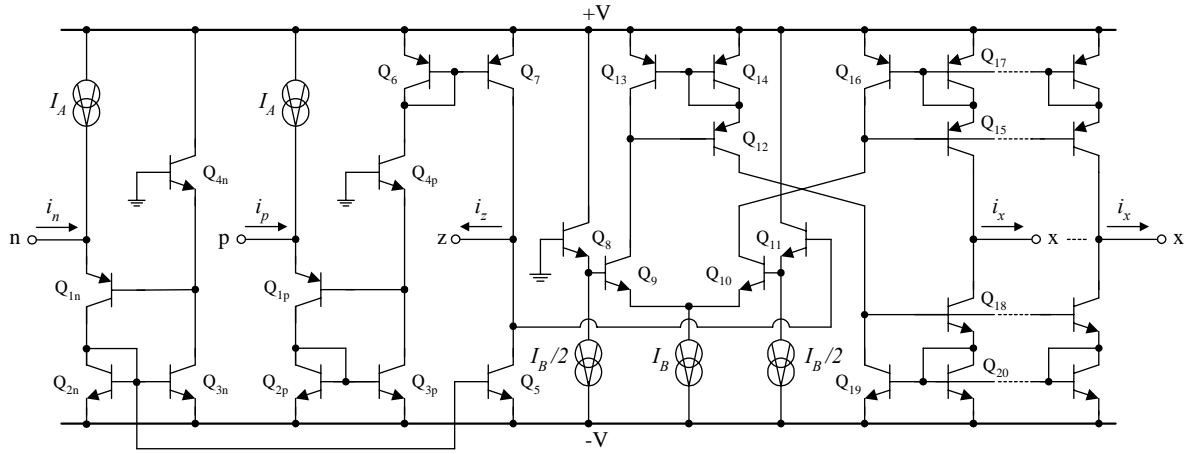 +V
Q6
Q7
Q13
Q14
Q16
Q17
IA
IA
Q12
Q15
Q4n
Q4p
in
ip
iz
ix
ix
n
p
z
Q8
Q11
x
x
Q9
Q10
Q1n
Q1p
Q18
IB/2
IB
IB/2
Q2n
Q3n
Q2p
Q3p
Q5
Q19
Q20
-V